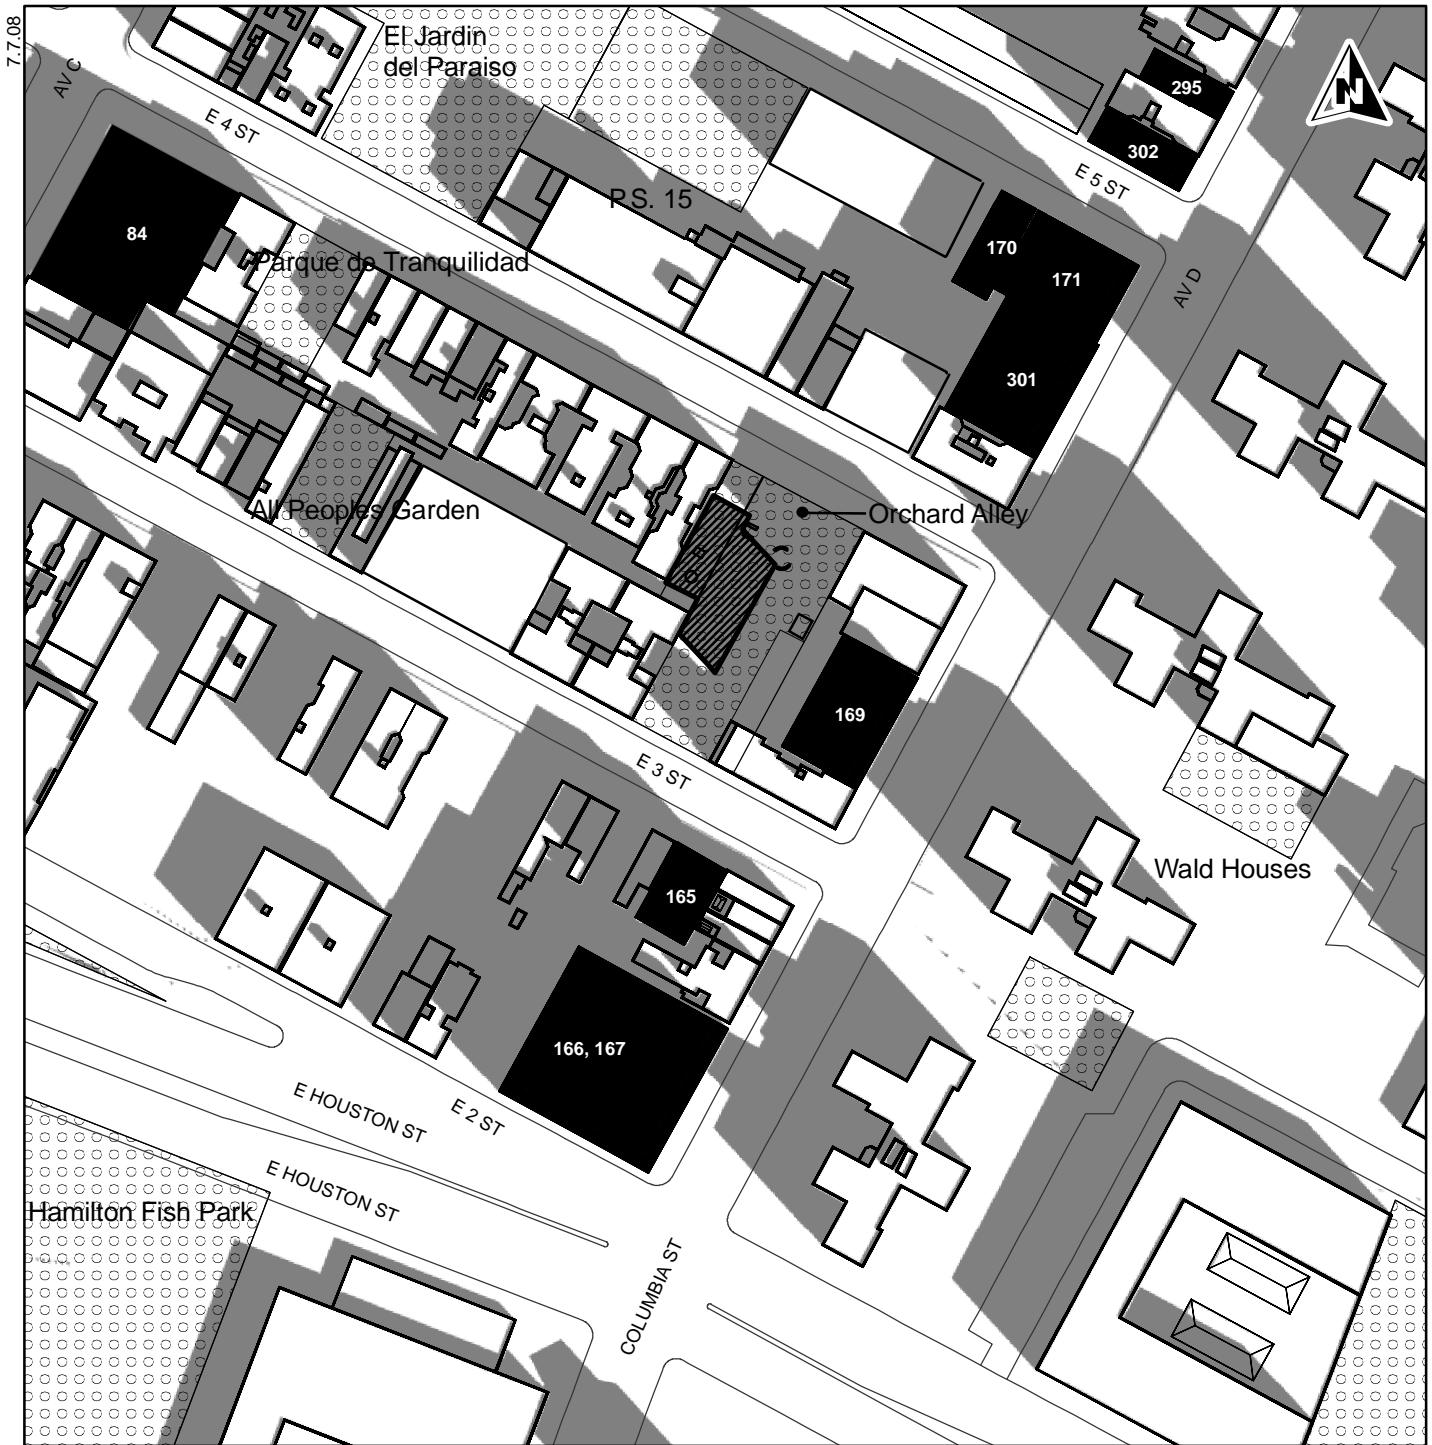 7.7.08
El Jardin
del Paraiso
AV C
E 4 ST
295
N
302
E 5 ST
P.S. 15
84
170
Parque de Tranquilidad
171
AV D
301
All Peoples Garden
Orchard Alley
169
E 3 ST
Wald Houses
165
166, 167
E HOUSTON ST
E 2 ST
E HOUSTON ST
Hamilton Fish Park
COLUMBIA ST